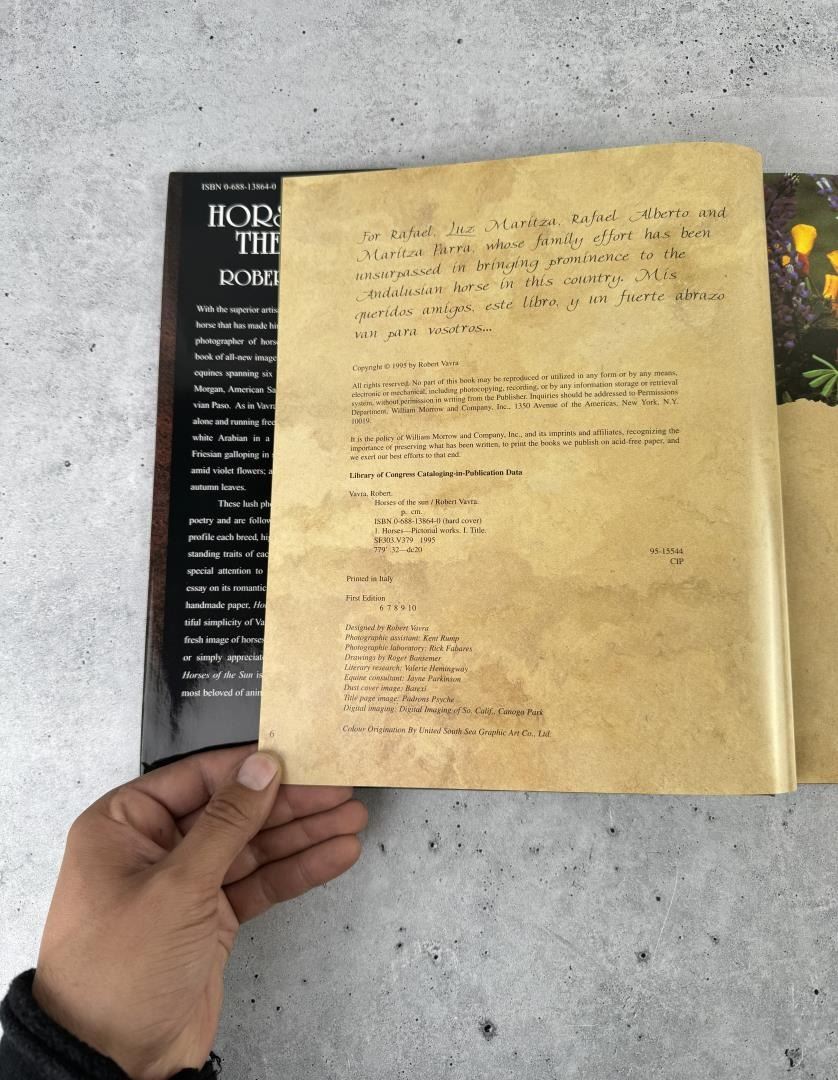 ISBN 0-688-13864-0
THE
With the superior artis
horse that has made hi
photographer of hors
book of all-new image
equines spanning six
Morgan, American Sa
vian Paso. As in Vavr
alone and running free
white Arabian in a
Friesian galloping in
amid violet flowers; a
autumn leaves.
These lush ph
poetry and are follow
profile each breed, hi
standing traits of eac
special attention to
essay on its romantic
handmade paper, Ho
tiful simplicity of Va
fresh image of horses
or simply appreciat
Horses of the Sun is
most beloved of anim
For Rafael, Luz Maritza, Rafael Alberto and
Maritza Parra, whose family effort has been
unsurpassed in bringing prominence to the
Andalusian horse in this country. Mis
queridos amigos, este libro, y un fuerte abrazo
van para vosotros...
Copyright © 1995 by Robert Vavra
All rights reserved. No part of this book may be reproduced or utilized in any form or by any means,
electronic or mechanical, including photocopying, recording, or by any information storage or retrieval
system, without permission in writing from the Publisher. Inquiries should be addressed to Permissions
Department, William Morrow and Company, Inc., 1350 Avenue of the Americas, New York, N.Y.
10019.
It is the policy of William Morrow and Company, Inc., and its imprints and affiliates, recognizing the
importance of preserving what has been written, to print the books we publish on acid-free paper, and
we exert our best efforts to that end.
Library of Congress Cataloging-in-Publication Data
Vavra, Robert.
Horses of the sun / Robert Vavra.
p. cm.
ISBN 0-688-13864-0 (hard cover)
1. Horses—Pictorial works. I. Title.
SF303.V379 1995
779'.32—dc20 95-15544
CIP
Printed in Italy
First Edition
6 7 8 9 10
Designed by Robert Vavra
Photographic assistant: Kent Rump
Photographic laboratory: Rick Fabares
Drawings by Roger Bansemer
Literary research: Valerie Hemingway
Equine consultant: Jayne Parkinson
Dust cover image: Barexi
Title page image: Padrons Psyche
Digital imaging: Digital Imaging of So. Calif., Canoga Park
Colour Origination By United South Sea Graphic Art Co., Ltd.
6